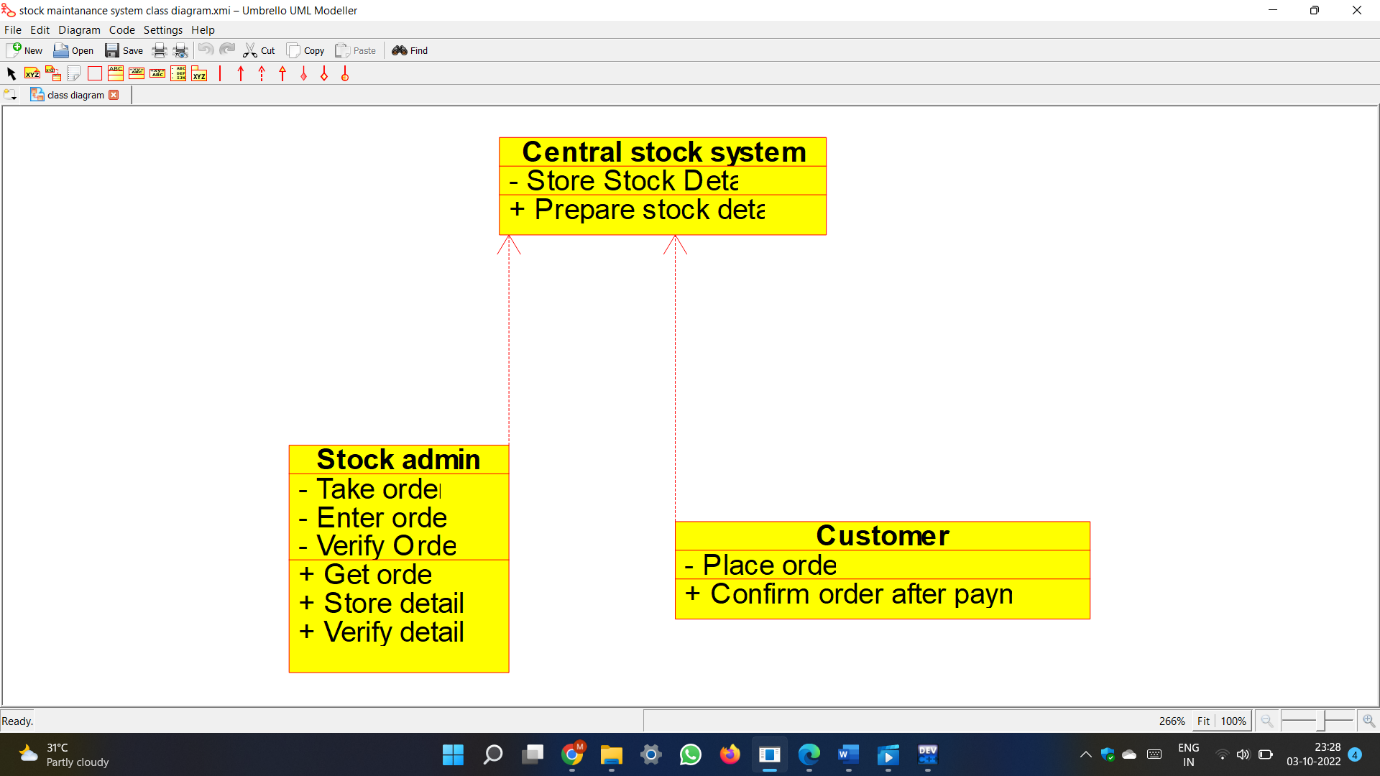 stock maintanance system class diagram.xmi – Umbrello UML Modeller
File Edit Diagram Code Settings Help
New Open Save Cut Copy Paste Find
class diagram
Central stock system
- Store Stock Deta
+ Prepare stock deta
Stock admin
- Take order
- Enter orde
- Verify Orde
+ Get orde
+ Store detail
+ Verify detail
Customer
- Place orde
+ Confirm order after payn
Ready.
266% Fit 100%
31°C
Partly cloudy
ENG
IN
23:28
03-10-2022
4